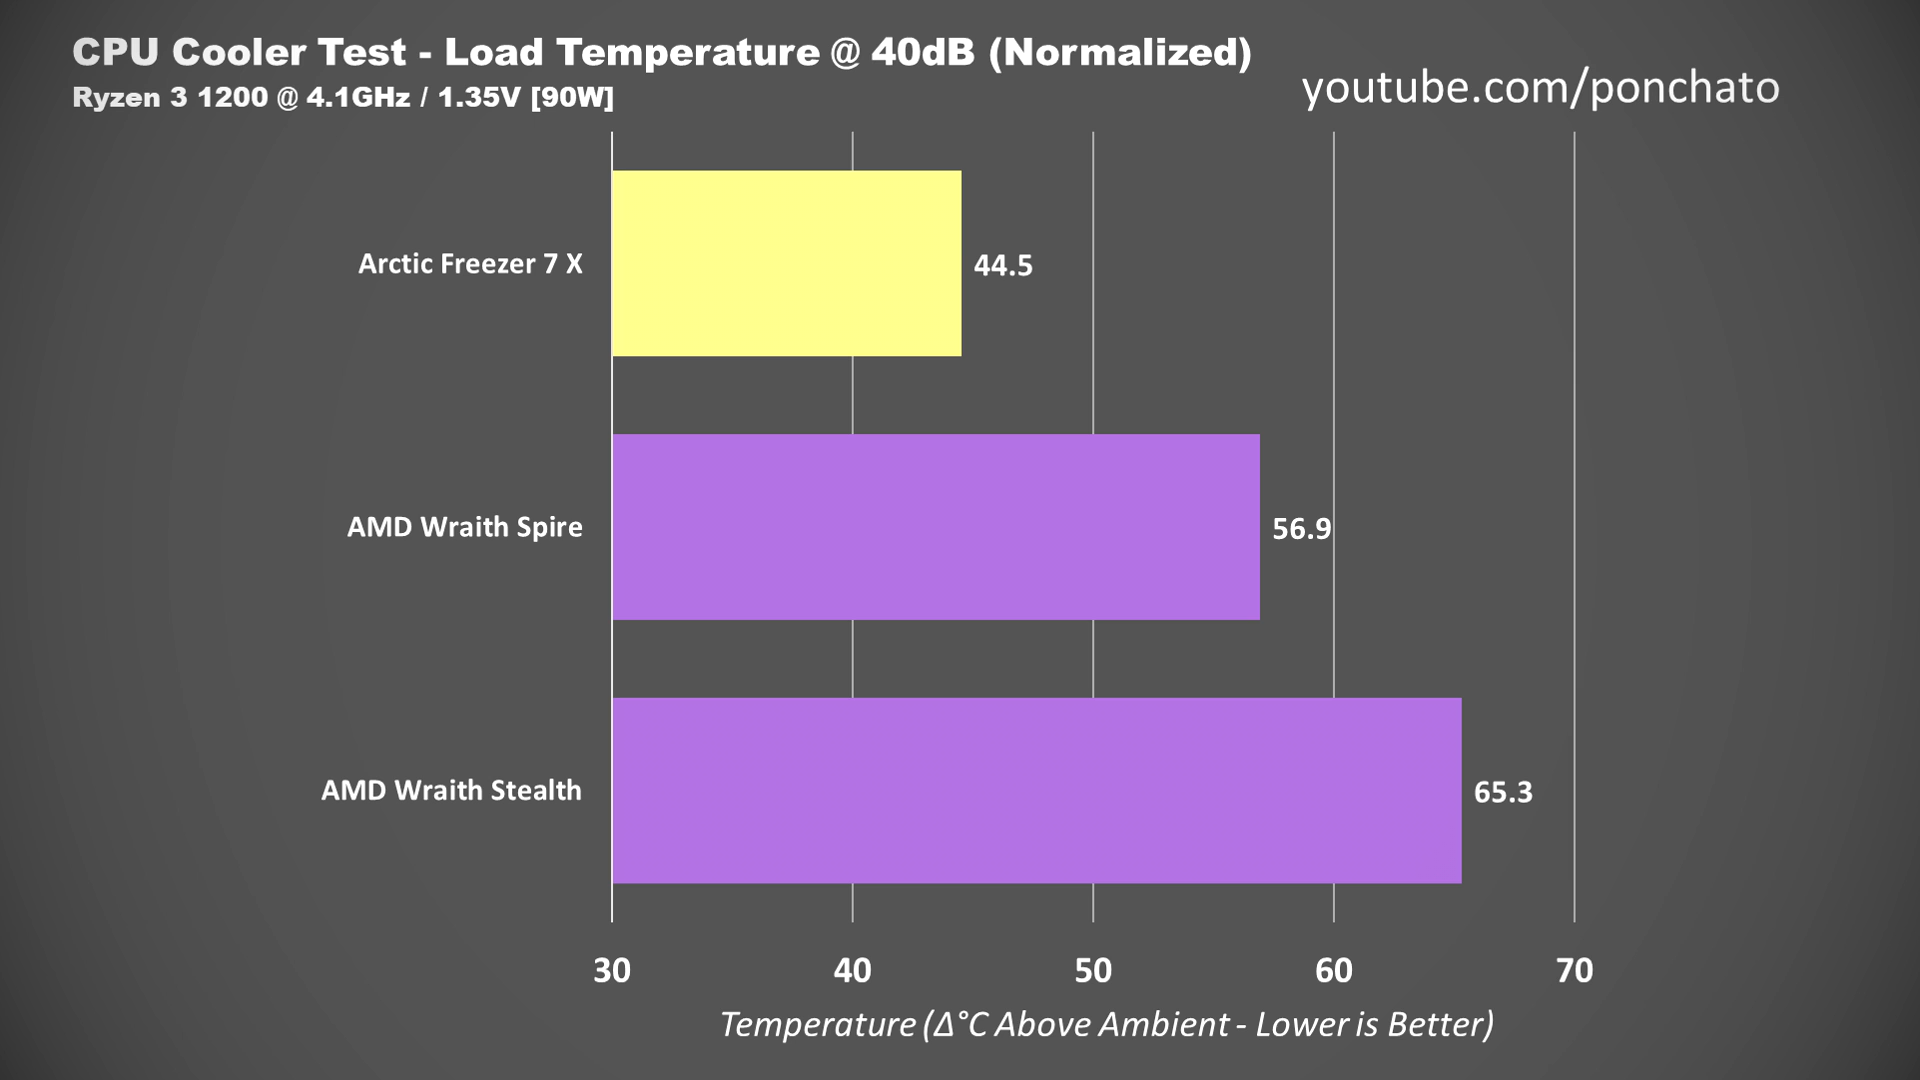 CPU Cooler Test - Load Temperature @ 40dB (Normalized)
Ryzen 3 1200 @ 4.1GHz / 1.35V [90W]
youtube.com/ponchato
Arctic Freezer 7 X
44.5
AMD Wraith Spire
56.9
AMD Wraith Stealth
65.3
30 40 50 60 70
Temperature (Δ°C Above Ambient - Lower is Better)